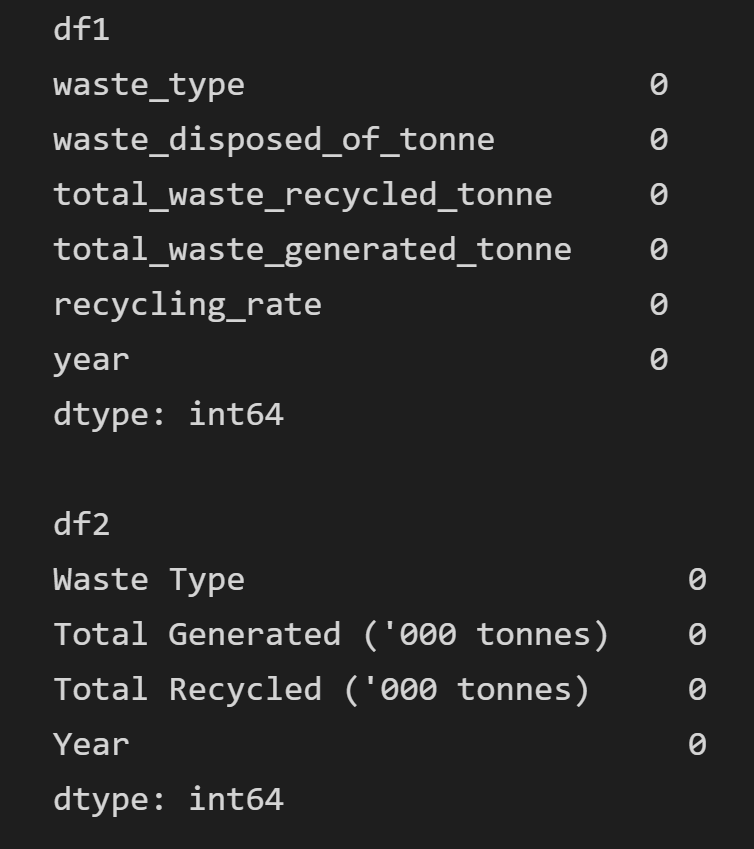 df1
waste_type 0
waste_disposed_of_tonne 0
total_waste_recycled_tonne 0
total_waste_generated_tonne 0
recycling_rate 0
year 0
dtype: int64
df2
Waste Type 0
Total Generated ('000 tonnes) 0
Total Recycled ('000 tonnes) 0
Year 0
dtype: int64